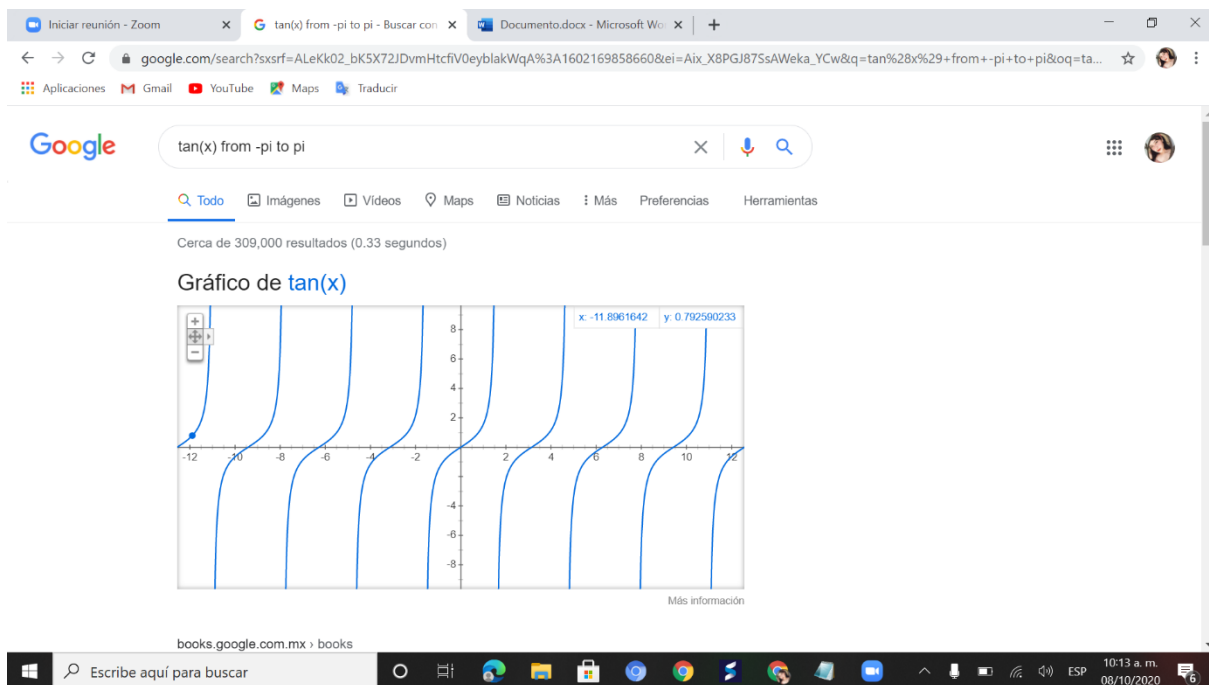 Iniciar reunión - Zoom
tan(x) from -pi to pi - Buscar con
Documento.docx - Microsoft Wo
google.com/search?sxsrf=ALeKk02_bK5X72JDvmHtcfiV0eyblakWqA%3A1602169858660&ei=Aix_X8PGJ87SsAWeka_YCw&q=tan%28x%29+from+-pi+to+pi&oq=ta...
Aplicaciones Gmail YouTube Maps Traducir
Google
tan(x) from -pi to pi
Todo Imágenes Vídeos Maps Noticias Más Preferencias Herramientas
Cerca de 309,000 resultados (0.33 segundos)
Gráfico de tan(x)
x: -11.8961642 y: 0.792590233
8
6
4
2
-12 -10 -8 -6 -4 -2 2 4 6 8 10 12
-4
-6
-8
Más información
books.google.com.mx › books
Escribe aquí para buscar
ESP
10:13 a. m.
08/10/2020
6